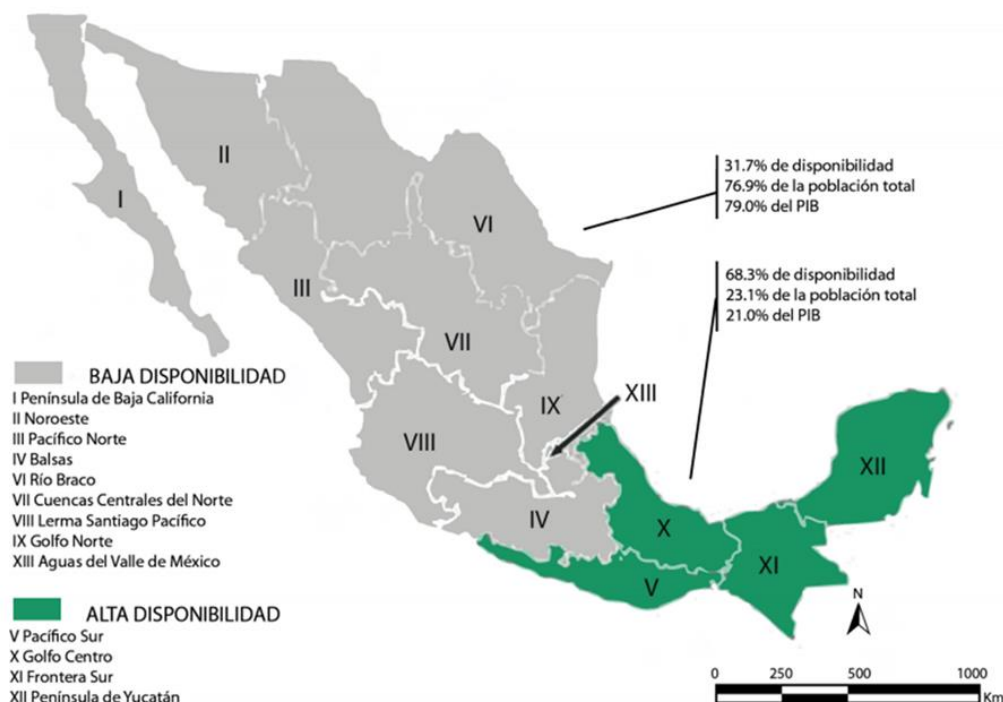 I
II
III
VI
VII
VIII
IX
XIII
IV
X
V
XI
XII
31.7% de disponibilidad
76.9% de la población total
79.0% del PIB
68.3% de disponibilidad
23.1% de la población total
21.0% del PIB
BAJA DISPONIBILIDAD
I Península de Baja California
II Noroeste
III Pacífico Norte
IV Balsas
VI Río Braco
VII Cuencas Centrales del Norte
VIII Lerma Santiago Pacífico
IX Golfo Norte
XIII Aguas del Valle de México
ALTA DISPONIBILIDAD
V Pacífico Sur
X Golfo Centro
XI Frontera Sur
XII Península de Yucatán
N
0 250 500 1000
Km